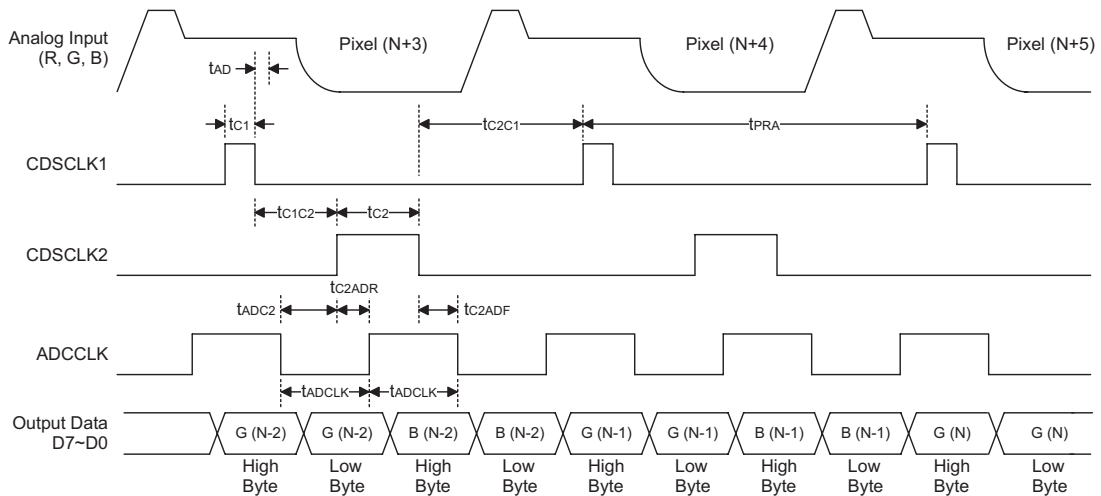 Analog Input
(R, G, B)
Pixel (N+3)
Pixel (N+4)
Pixel (N+5)
tAD
tC1
tC2C1
tPRA
CDSCLK1
tC1C2
tC2
CDSCLK2
tADC2
tC2ADR
tC2ADF
ADCCLK
tADCLK
tADCLK
Output Data
D7~D0
G (N-2)
G (N-2)
B (N-2)
B (N-2)
G (N-1)
G (N-1)
B (N-1)
B (N-1)
G (N)
G (N)
High
Byte
Low
Byte
High
Byte
Low
Byte
High
Byte
Low
Byte
High
Byte
Low
Byte
High
Byte
Low
Byte